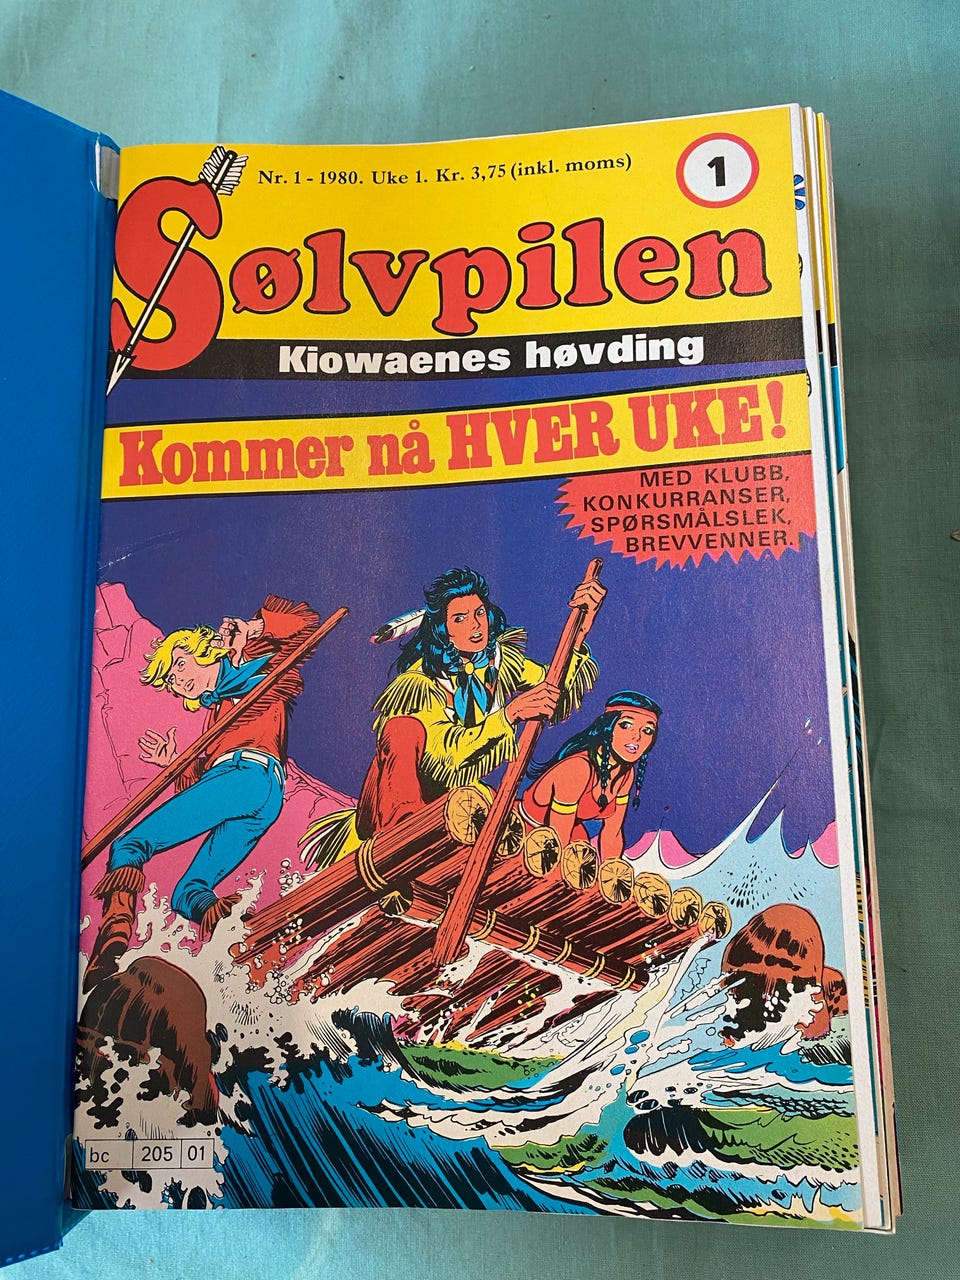 Nr. 1 - 1980. Uke 1. Kr. 3,75 (inkl. moms)
1
Sølvpilen
Kiowaenes høvding
Kommer nå HVER UKE!
MED KLUBB,
KONKURRANSER,
SPØRSMÅLSLEK,
BREVVENNER.
bc 205 01